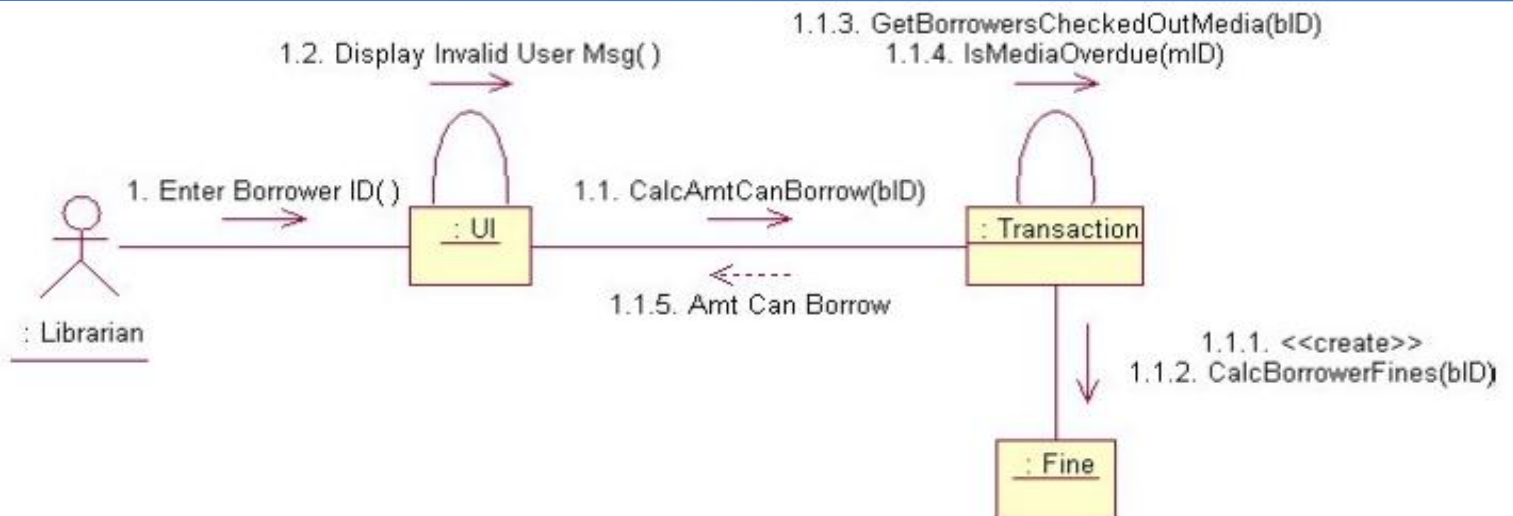 1.1.3. GetBorrowersCheckedOutMedia(bID)
1.2. Display Invalid User Msg( )
1.1.4. IsMediaOverdue(mID)
1. Enter Borrower ID( )
1.1. CalcAmtCanBorrow(bID)
: UI
: Transaction
1.1.5. Amt Can Borrow
: Librarian
1.1.1. <<create>>
1.1.2. CalcBorrowerFines(bID)
: Fine